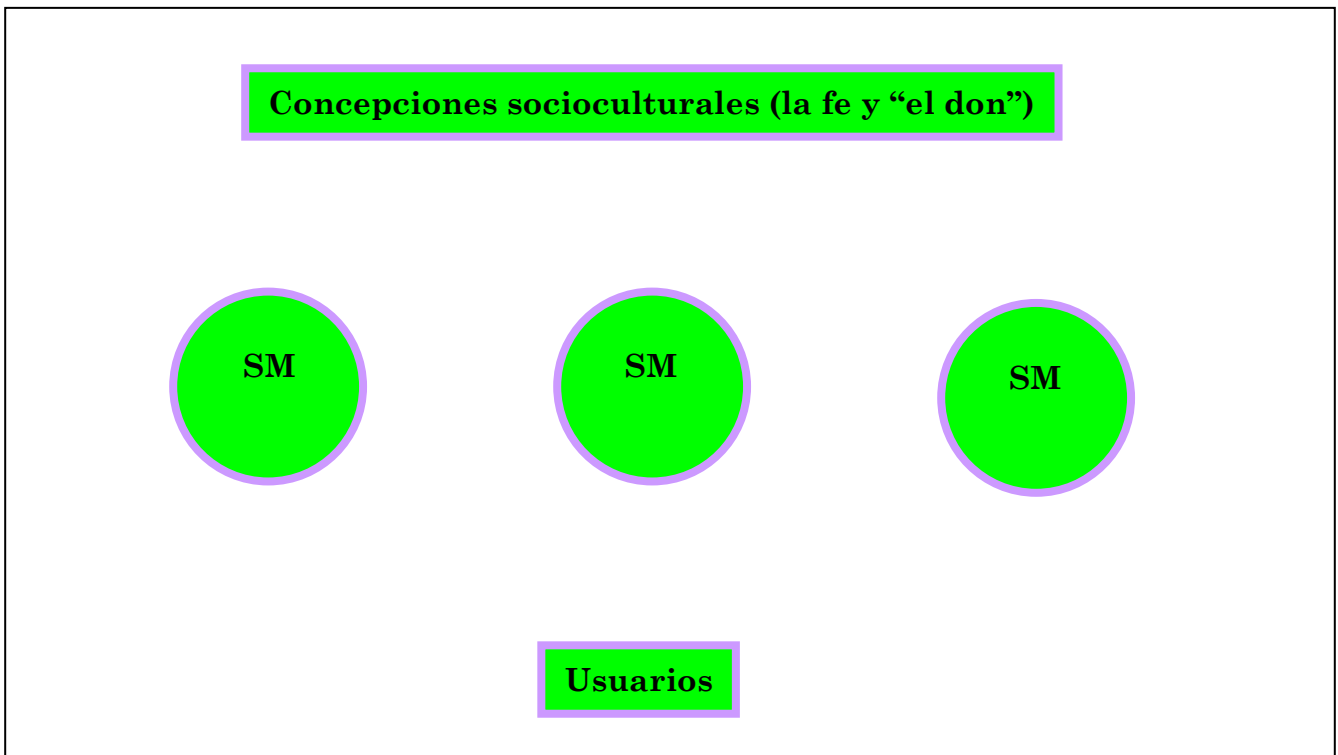 Concepciones socioculturales (la fe y “el don”)
SM
SM
SM
Usuarios